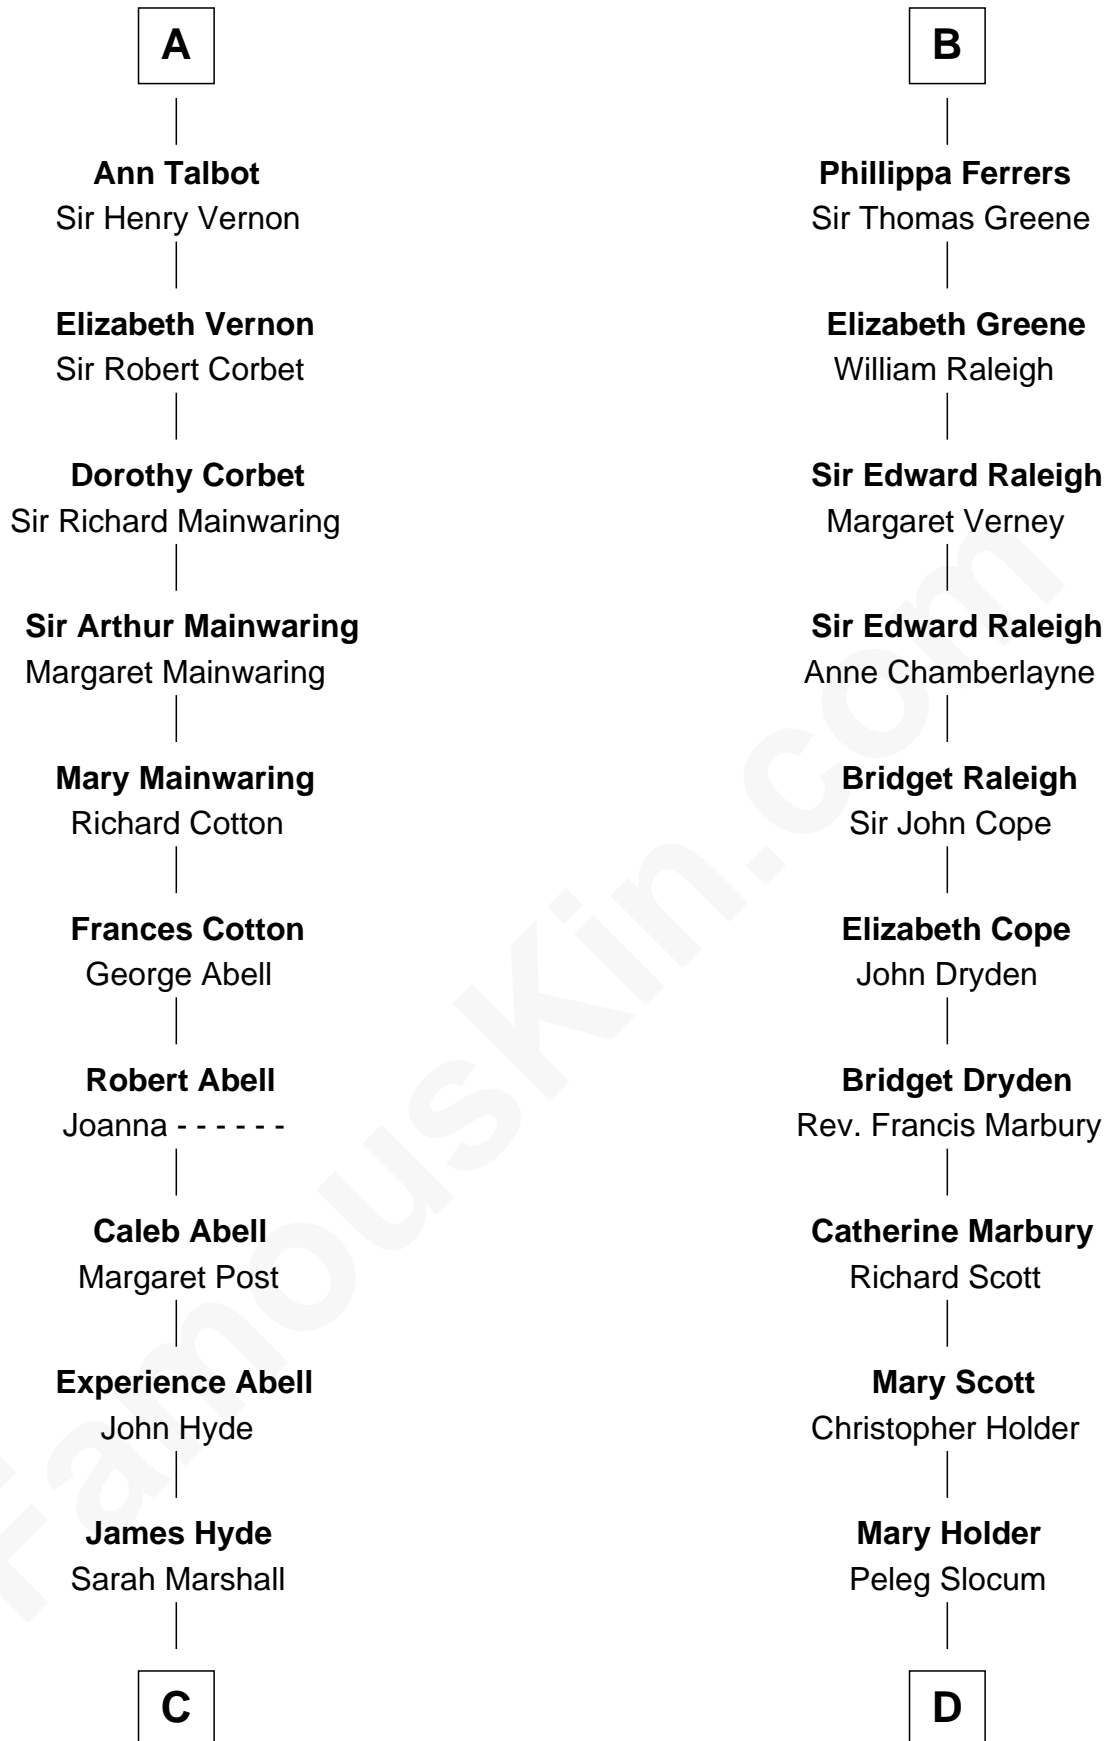 A
Ann Talbot
Sir Henry Vernon
Elizabeth Vernon
Sir Robert Corbet
Dorothy Corbet
Sir Richard Mainwaring
Sir Arthur Mainwaring
Margaret Mainwaring
Mary Mainwaring
Richard Cotton
Frances Cotton
George Abell
Robert Abell
Joanna - - - - - -
Caleb Abell
Margaret Post
Experience Abell
John Hyde
James Hyde
Sarah Marshall
C
B
Phillippa Ferrers
Sir Thomas Greene
Elizabeth Greene
William Raleigh
Sir Edward Raleigh
Margaret Verney
Sir Edward Raleigh
Anne Chamberlayne
Bridget Raleigh
Sir John Cope
Elizabeth Cope
John Dryden
Bridget Dryden
Rev. Francis Marbury
Catherine Marbury
Richard Scott
Mary Scott
Christopher Holder
Mary Holder
Peleg Slocum
D
FamousKin.com